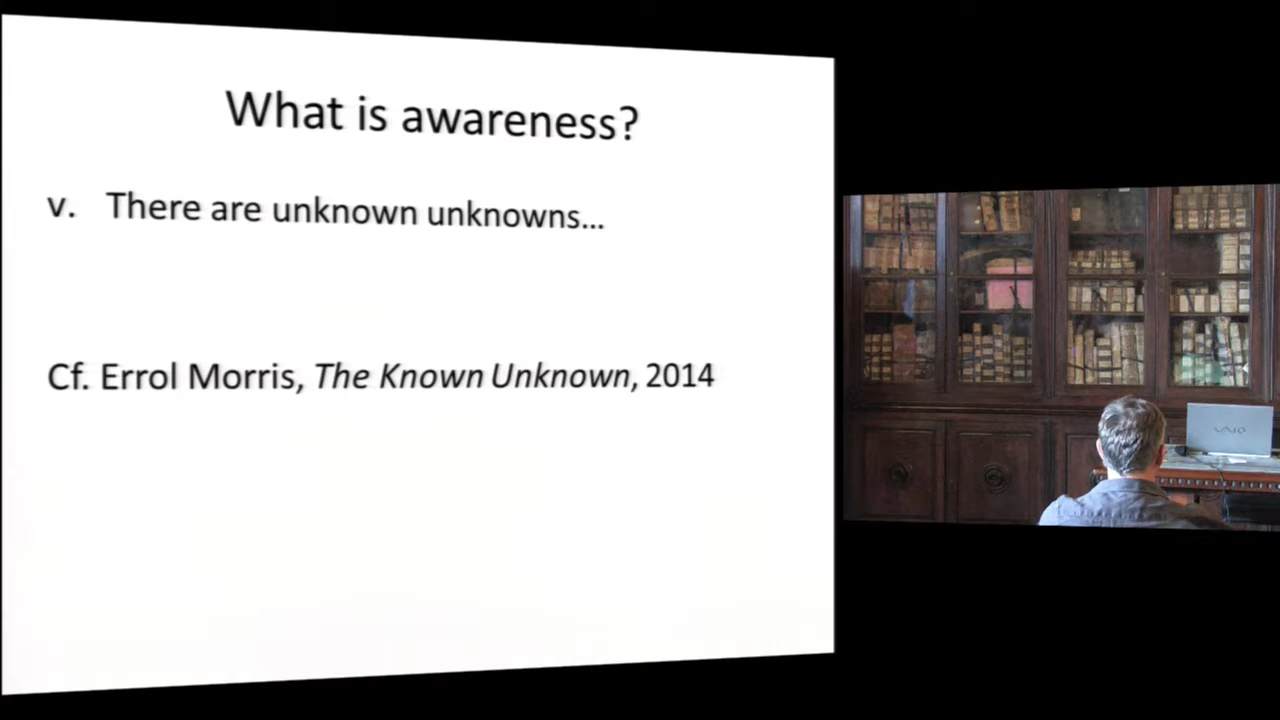 What is awareness?
v. There are unknown unknowns...
Cf. Errol Morris, The Known Unknown, 2014
VAIO